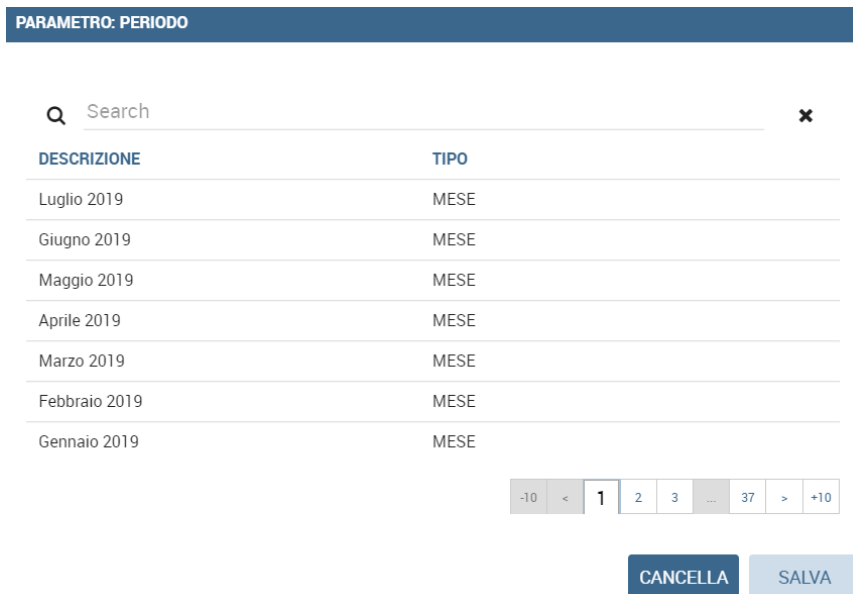 PARAMETRO: PERIODO
Search
DESCRIZIONE TIPO
Luglio 2019 MESE
Giugno 2019 MESE
Maggio 2019 MESE
Aprile 2019 MESE
Marzo 2019 MESE
Febbraio 2019 MESE
Gennaio 2019 MESE
-10 < 1 2 3 ... 37 > +10
CANCELLA SALVA